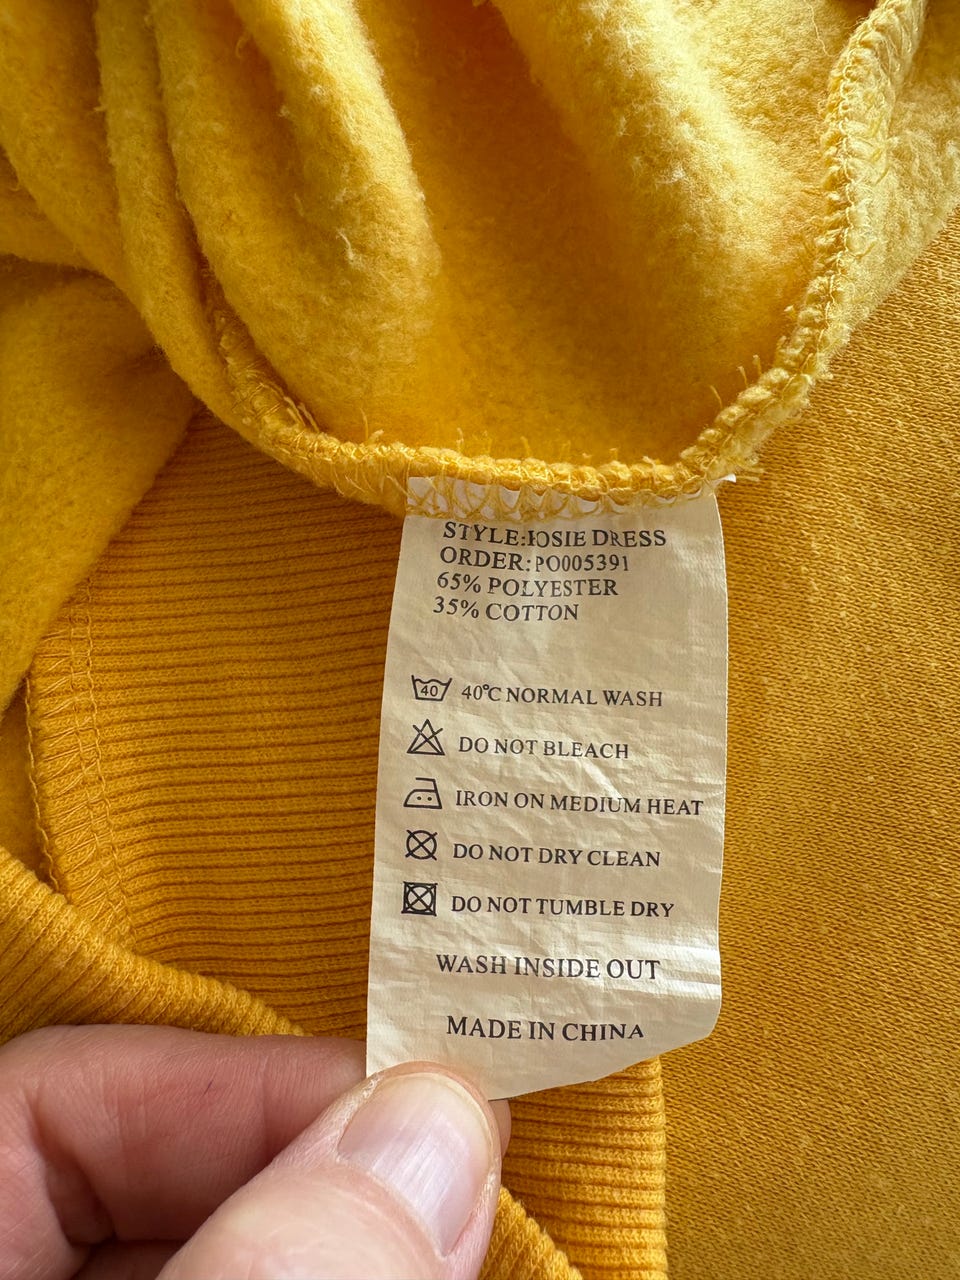 STYLE: DRESS
ORDER:PO005391
65% POLYESTER
35% COTTON
40 40℃ NORMAL WASH
DO NOT BLEACH
IRON ON MEDIUM HEAT
DO NOT DRY CLEAN
DO NOT TUMBLE DRY
WASH INSIDE OUT
MADE IN CHINA